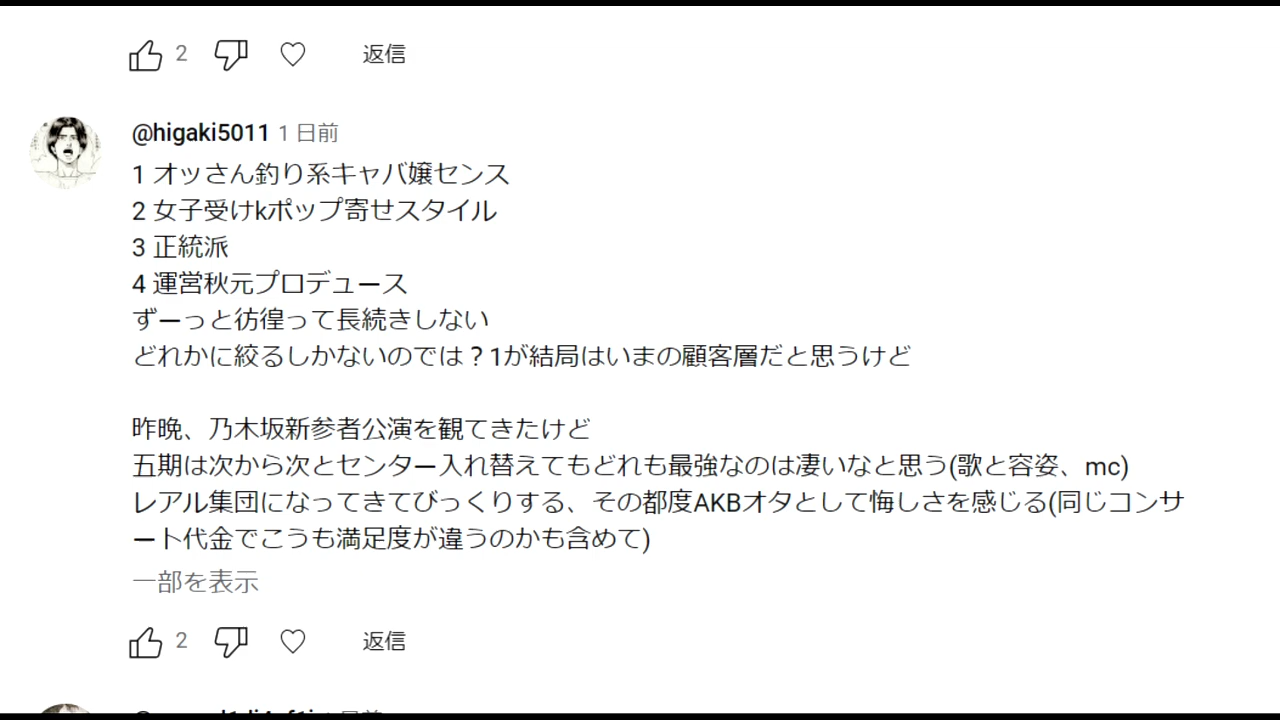 2 返信
@higaki5011 1 日前
1 オッさん釣り系キャバ嬢センス
2 女子受けkポップ寄せスタイル
3 正統派
4 運営秋元プロデュース
ずーっと彷徨って長続きしない
どれかに絞るしかないのでは？1が結局はいまの顧客層だと思うけど
昨晩、乃木坂新参者公演を観てきたけど
五期は次から次とセンター入れ替えてもどれも最強なのは凄いなと思う(歌と容姿、mc)
レアル集団になってきてびっくりする、その都度AKBオタとして悔しさを感じる(同じコンサ
ート代金でこうも満足度が違うのかも含めて)
一部を表示
2 返信